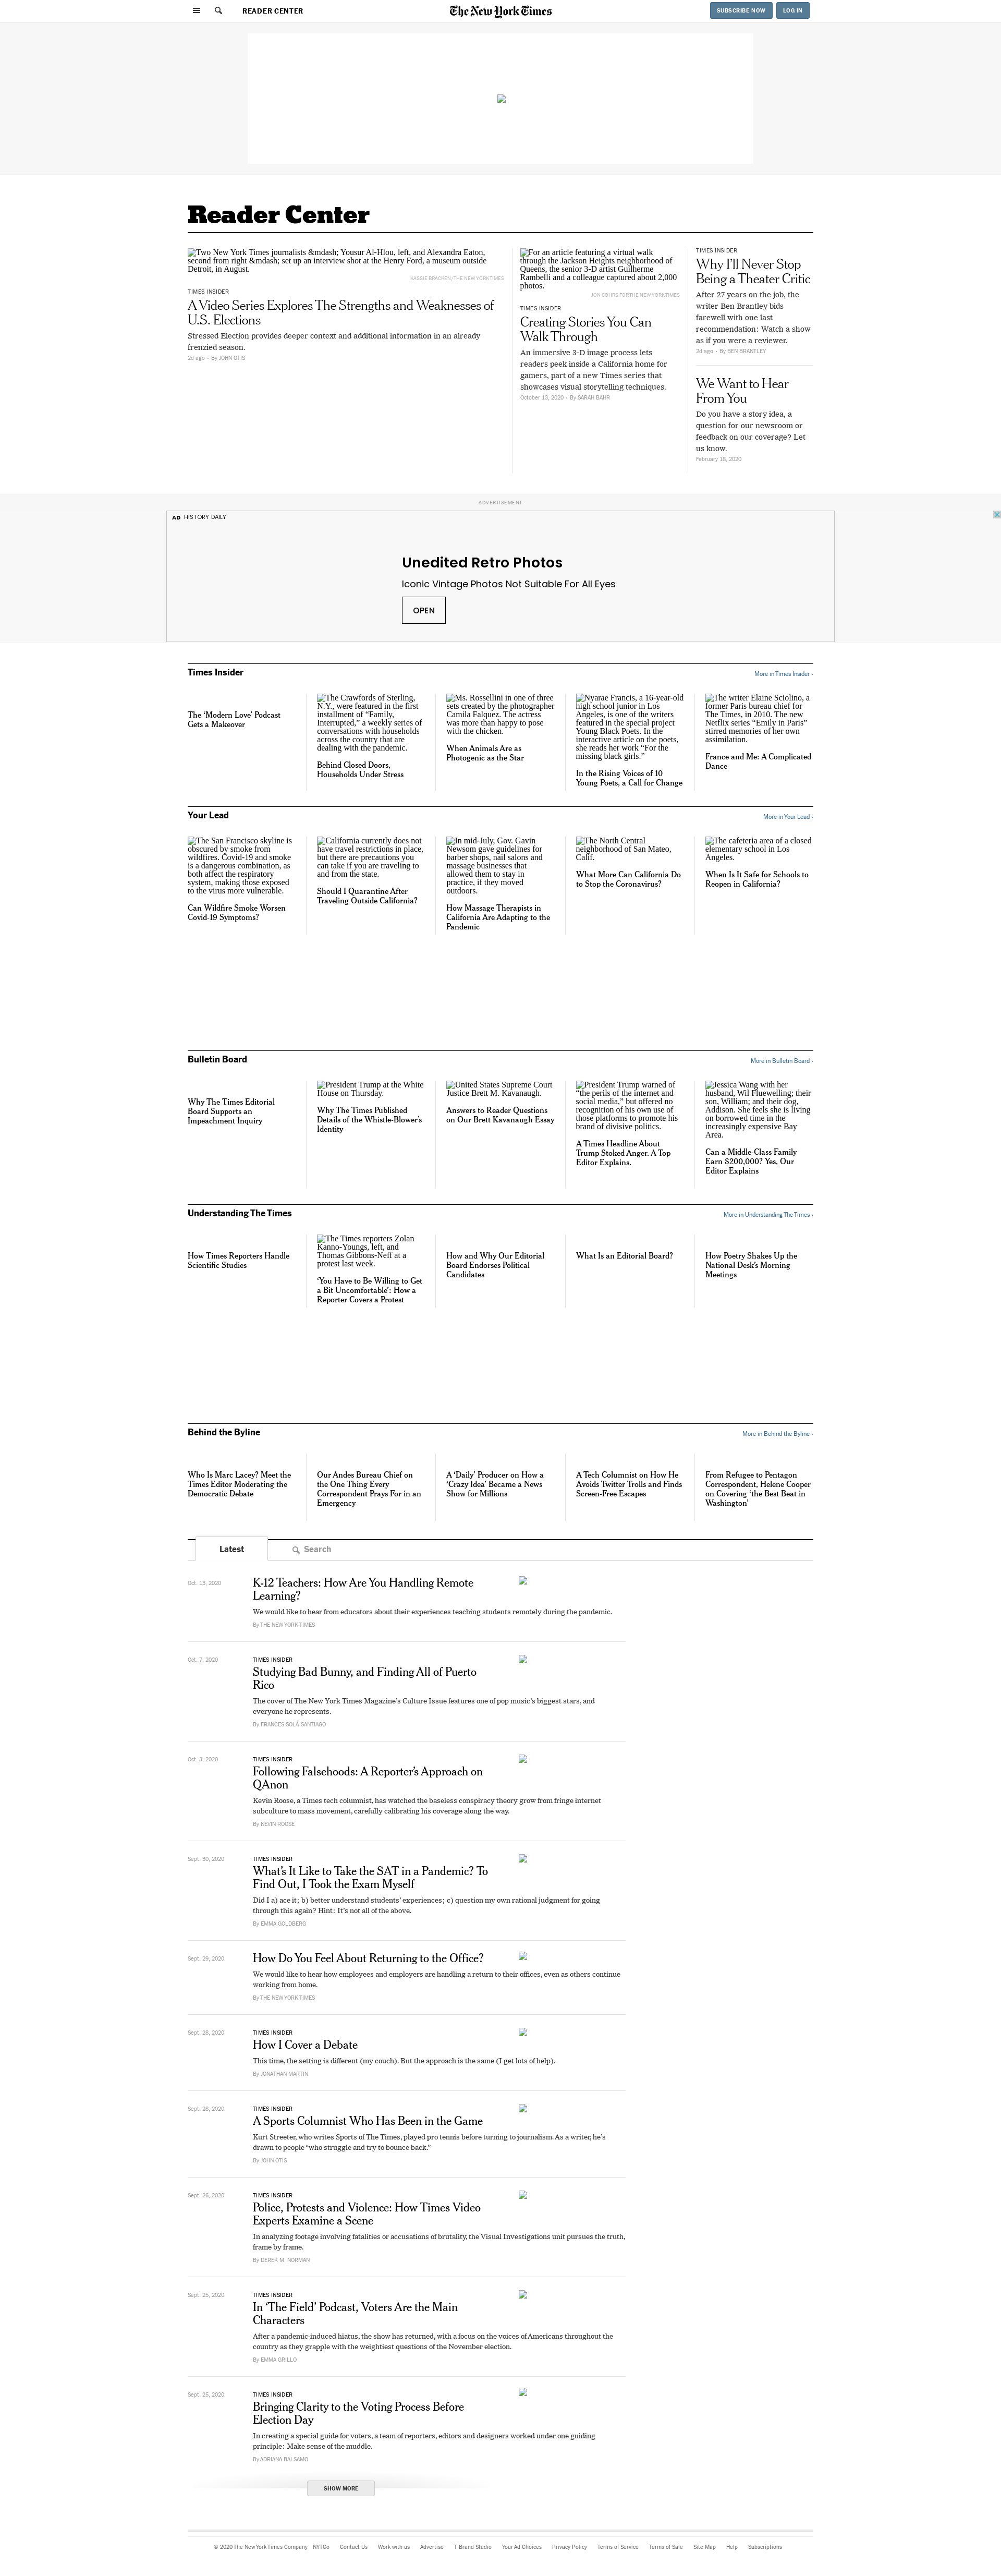 READER CENTER
The New York Times
SUBSCRIBE NOW
LOG IN
Reader Center
Two New York Times journalists &mdash; Yousur Al-Hlou, left, and Alexandra Eaton,
second from right &mdash; set up an interview shot at the Henry Ford, a museum outside
Detroit, in August.
KASSIE BRACKEN/THE NEW YORK TIMES
TIMES INSIDER
A Video Series Explores The Strengths and Weaknesses of
U.S. Elections
Stressed Election provides deeper context and additional information in an already
frenzied season.
2d ago - By JOHN OTIS
For an article featuring a virtual walk
through the Jackson Heights neighborhood of
Queens, the senior 3-D artist Guilherme
Rambelli and a colleague captured about 2,000
photos.
JON COHRS FOR THE NEW YORK TIMES
TIMES INSIDER
Creating Stories You Can
Walk Through
An immersive 3-D image process lets
readers peek inside a California home for
gamers, part of a new Times series that
showcases visual storytelling techniques.
October 13, 2020 - By SARAH BAHR
TIMES INSIDER
Why I'll Never Stop
Being a Theater Critic
After 27 years on the job, the
writer Ben Brantley bids
farewell with one last
recommendation: Watch a show
as if you were a reviewer.
2d ago - By BEN BRANTLEY
We Want to Hear
From You
Do you have a story idea, a
question for our newsroom or
feedback on our coverage? Let
us know.
February 18, 2020
ADVERTISEMENT
AD HISTORY DAILY
Unedited Retro Photos
Iconic Vintage Photos Not Suitable For All Eyes
OPEN
Times Insider
More in Times Insider ›
The ‘Modern Love’ Podcast
Gets a Makeover
The Crawfords of Sterling,
N.Y., were featured in the first
installment of “Family,
Interrupted,” a weekly series of
conversations with households
across the country that are
dealing with the pandemic.
Behind Closed Doors,
Households Under Stress
Ms. Rossellini in one of three
sets created by the photographer
Camila Falquez. The actress
was more than happy to pose
with the chicken.
When Animals Are as
Photogenic as the Star
Nyarae Francis, a 16-year-old
high school junior in Los
Angeles, is one of the writers
featured in the special project
Young Black Poets. In the
interactive article on the poets,
she reads her work “For the
missing black girls.”
In the Rising Voices of 10
Young Poets, a Call for Change
The writer Elaine Sciolino, a
former Paris bureau chief for
The Times, in 2010. The new
Netflix series “Emily in Paris”
stirred memories of her own
assimilation.
France and Me: A Complicated
Dance
Your Lead
More in Your Lead ›
The San Francisco skyline is
obscured by smoke from
wildfires. Covid-19 and smoke
is a dangerous combination, as
both affect the respiratory
system, making those exposed
to the virus more vulnerable.
Can Wildfire Smoke Worsen
Covid-19 Symptoms?
California currently does not
have travel restrictions in place,
but there are precautions you
can take if you are traveling to
and from the state.
Should I Quarantine After
Traveling Outside California?
In mid-July, Gov. Gavin
Newsom gave guidelines for
barber shops, nail salons and
massage businesses that
allowed them to stay in
practice, if they moved
outdoors.
How Massage Therapists in
California Are Adapting to the
Pandemic
The North Central
neighborhood of San Mateo,
Calif.
What More Can California Do
to Stop the Coronavirus?
The cafeteria area of a closed
elementary school in Los
Angeles.
When Is It Safe for Schools to
Reopen in California?
Bulletin Board
More in Bulletin Board ›
Why The Times Editorial
Board Supports an
Impeachment Inquiry
President Trump at the White
House on Thursday.
Why The Times Published
Details of the Whistle-Blower’s
Identity
United States Supreme Court
Justice Brett M. Kavanaugh.
Answers to Reader Questions
on Our Brett Kavanaugh Essay
President Trump warned of
“the perils of the internet and
social media,” but offered no
recognition of his own use of
those platforms to promote his
brand of divisive politics.
A Times Headline About
Trump Stoked Anger. A Top
Editor Explains.
Jessica Wang with her
husband, Wil Fluewelling; their
son, William; and their dog,
Addison. She feels she is living
on borrowed time in the
increasingly expensive Bay
Area.
Can a Middle-Class Family
Earn $200,000? Yes, Our
Editor Explains
Understanding The Times
More in Understanding The Times ›
How Times Reporters Handle
Scientific Studies
The Times reporters Zolan
Kanno-Youngs, left, and
Thomas Gibbons-Neff at a
protest last week.
‘You Have to Be Willing to Get
a Bit Uncomfortable’: How a
Reporter Covers a Protest
How and Why Our Editorial
Board Endorses Political
Candidates
What Is an Editorial Board?
How Poetry Shakes Up the
National Desk’s Morning
Meetings
Behind the Byline
More in Behind the Byline ›
Who Is Marc Lacey? Meet the
Times Editor Moderating the
Democratic Debate
Our Andes Bureau Chief on
the One Thing Every
Correspondent Prays For in an
Emergency
A ‘Daily’ Producer on How a
‘Crazy Idea’ Became a News
Show for Millions
A Tech Columnist on How He
Avoids Twitter Trolls and Finds
Screen-Free Escapes
From Refugee to Pentagon
Correspondent, Helene Cooper
on Covering ‘the Best Beat in
Washington’
Latest
Search
Oct. 13, 2020
K-12 Teachers: How Are You Handling Remote
Learning?
We would like to hear from educators about their experiences teaching students remotely during the pandemic.
By THE NEW YORK TIMES
Oct. 7, 2020
TIMES INSIDER
Studying Bad Bunny, and Finding All of Puerto
Rico
The cover of The New York Times Magazine’s Culture Issue features one of pop music’s biggest stars, and
everyone he represents.
By FRANCES SOLÁ-SANTIAGO
Oct. 3, 2020
TIMES INSIDER
Following Falsehoods: A Reporter’s Approach on
QAnon
Kevin Roose, a Times tech columnist, has watched the baseless conspiracy theory grow from fringe internet
subculture to mass movement, carefully calibrating his coverage along the way.
By KEVIN ROOSE
Sept. 30, 2020
TIMES INSIDER
What’s It Like to Take the SAT in a Pandemic? To
Find Out, I Took the Exam Myself
Did I a) ace it; b) better understand students’ experiences; c) question my own rational judgment for going
through this again? Hint: It’s not all of the above.
By EMMA GOLDBERG
Sept. 29, 2020
How Do You Feel About Returning to the Office?
We would like to hear how employees and employers are handling a return to their offices, even as others continue
working from home.
By THE NEW YORK TIMES
Sept. 28, 2020
TIMES INSIDER
How I Cover a Debate
This time, the setting is different (my couch). But the approach is the same (I get lots of help).
By JONATHAN MARTIN
Sept. 28, 2020
TIMES INSIDER
A Sports Columnist Who Has Been in the Game
Kurt Streeter, who writes Sports of The Times, played pro tennis before turning to journalism. As a writer, he’s
drawn to people “who struggle and try to bounce back.”
By JOHN OTIS
Sept. 26, 2020
TIMES INSIDER
Police, Protests and Violence: How Times Video
Experts Examine a Scene
In analyzing footage involving fatalities or accusations of brutality, the Visual Investigations unit pursues the truth,
frame by frame.
By DEREK M. NORMAN
Sept. 25, 2020
TIMES INSIDER
In ‘The Field’ Podcast, Voters Are the Main
Characters
After a pandemic-induced hiatus, the show has returned, with a focus on the voices of Americans throughout the
country as they grapple with the weightiest questions of the November election.
By EMMA GRILLO
Sept. 25, 2020
TIMES INSIDER
Bringing Clarity to the Voting Process Before
Election Day
In creating a special guide for voters, a team of reporters, editors and designers worked under one guiding
principle: Make sense of the muddle.
By ADRIANA BALSAMO
SHOW MORE
© 2020 The New York Times Company NYTCo Contact Us Work with us Advertise T Brand Studio Your Ad Choices Privacy Policy Terms of Service Terms of Sale Site Map Help Subscriptions